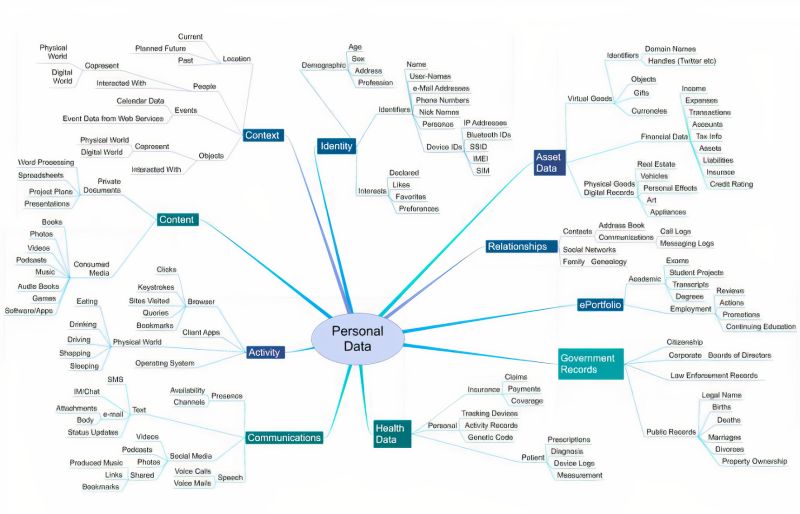 Personal
Data
Context
Location
Current
Planned Future
Past
People
Copresent
Physical
World
Digital
World
Interacted With
Events
Calendar Data
Event Data from Web Services
Objects
Copresent
Physical World
Digital World
Interacted With
Content
Private
Documents
Word Processing
Spreadsheets
Project Plans
Presentations
Consumed
Media
Books
Photos
Videos
Podcasts
Music
Audio Books
Games
Software/Apps
Activity
Browser
Clicks
Keystrokes
Sites Visited
Queries
Bookmarks
Client Apps
Operating System
Physical World
Eating
Drinking
Driving
Shopping
Sleeping
Communications
Presence
Availability
Channels
Text
SMS
IM/Chat
e-mail
Attachments
Body
Status Updates
Social Media
Videos
Podcasts
Photos
Shared
Produced Music
Links
Bookmarks
Speech
Voice Calls
Voice Mails
Identity
Demographic
Age
Sex
Address
Profession
Identifiers
Name
User-Names
e-Mail Addresses
Phone Numbers
Nick Names
Personas
Device IDs
IP Addresses
Bluetooth IDs
SSID
IMEI
SIM
Interests
Declared
Likes
Favorites
Preferences
Asset
Data
Virtual Goods
Identifiers
Domain Names
Handles (Twitter etc)
Objects
Gifts
Currencies
Financial Data
Income
Expenses
Transactions
Accounts
Tax Info
Assets
Liabilities
Insurace
Credit Rating
Physical Goods
Digital Records
Real Estate
Vehicles
Personal Effects
Art
Appliances
Relationships
Contacts
Address Book
Communications
Call Logs
Messaging Logs
Social Networks
Family
Geneology
ePortfolio
Academic
Exams
Student Projects
Transcripts
Degrees
Employment
Reviews
Actions
Promotions
Continuing Education
Government
Records
Citizenship
Corporate
Boards of Directors
Law Enforcement Records
Public Records
Legal Name
Births
Deaths
Marriages
Divorces
Property Ownership
Health
Data
Insurance
Claims
Payments
Coverage
Personal
Tracking Devices
Activity Records
Genetic Code
Patient
Prescriptions
Diagnosis
Device Logs
Measurement